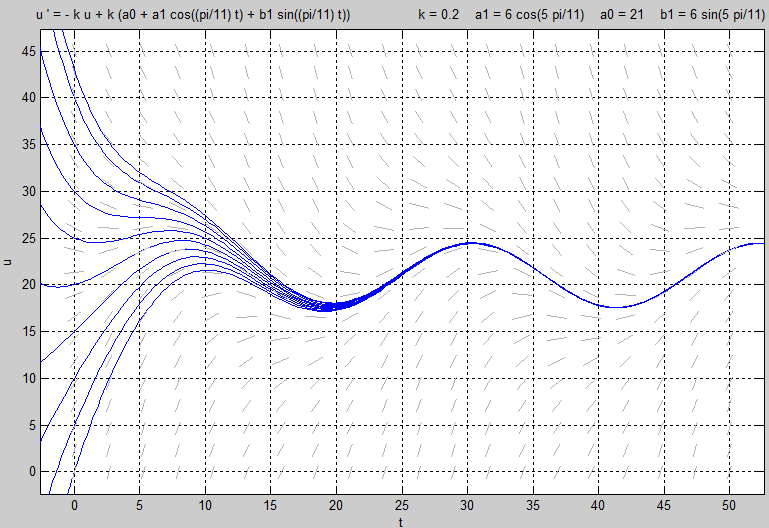 u ' = - k u + k (a0 + a1 cos((pi/11) t) + b1 sin((pi/11) t)) k = 0.2 a1 = 6 cos(5 pi/11) a0 = 21 b1 = 6 sin(5 pi/11)
45
40
35
30
25
u
20
15
10
5
0
0 5 10 15 20 25 30 35 40 45 50
t